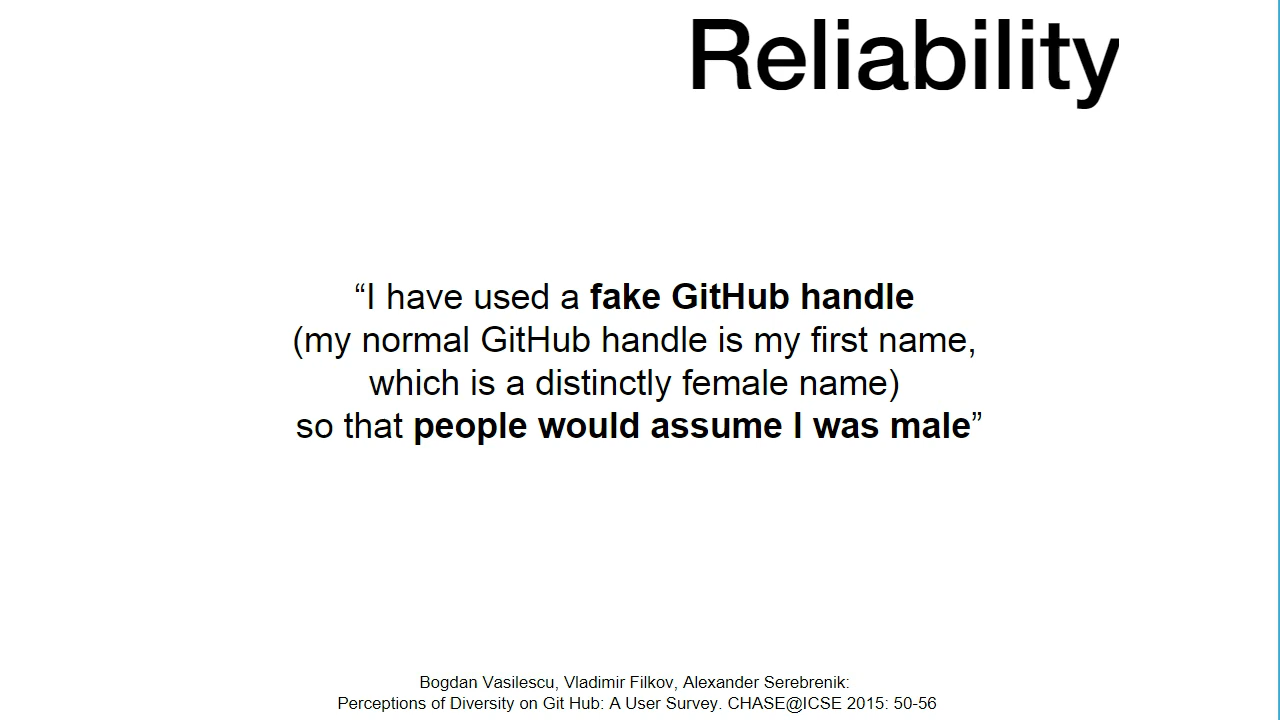 Reliability
“I have used a fake GitHub handle
(my normal GitHub handle is my first name,
which is a distinctly female name)
so that people would assume I was male”
Bogdan Vasilescu, Vladimir Filkov, Alexander Serebrenik:
Perceptions of Diversity on Git Hub: A User Survey. CHASE@ICSE 2015: 50-56